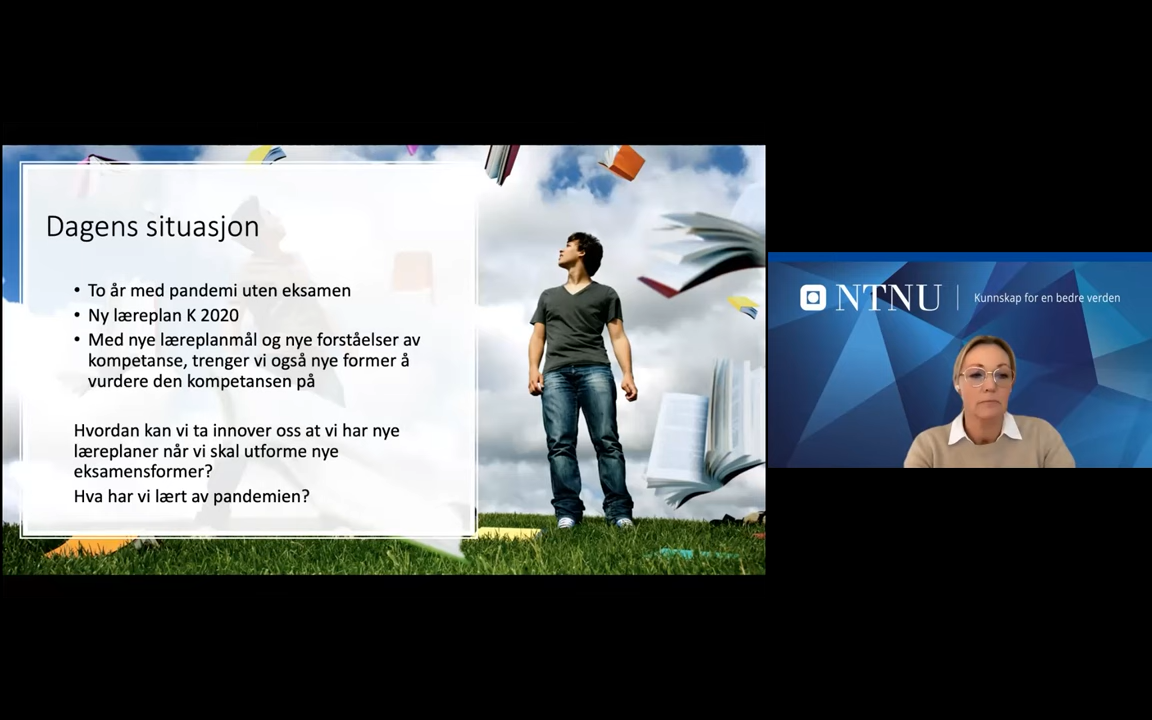 Dagens situasjon
• To år med pandemi uten eksamen
• Ny læreplan K 2020
• Med nye læreplanmål og nye forståelser av
kompetanse, trenger vi også nye former å
vurdere den kompetansen på
Hvordan kan vi ta innover oss at vi har nye
læreplaner når vi skal utforme nye
eksamensformer?
Hva har vi lært av pandemien?
NTNU | Kunnskap for en bedre verden